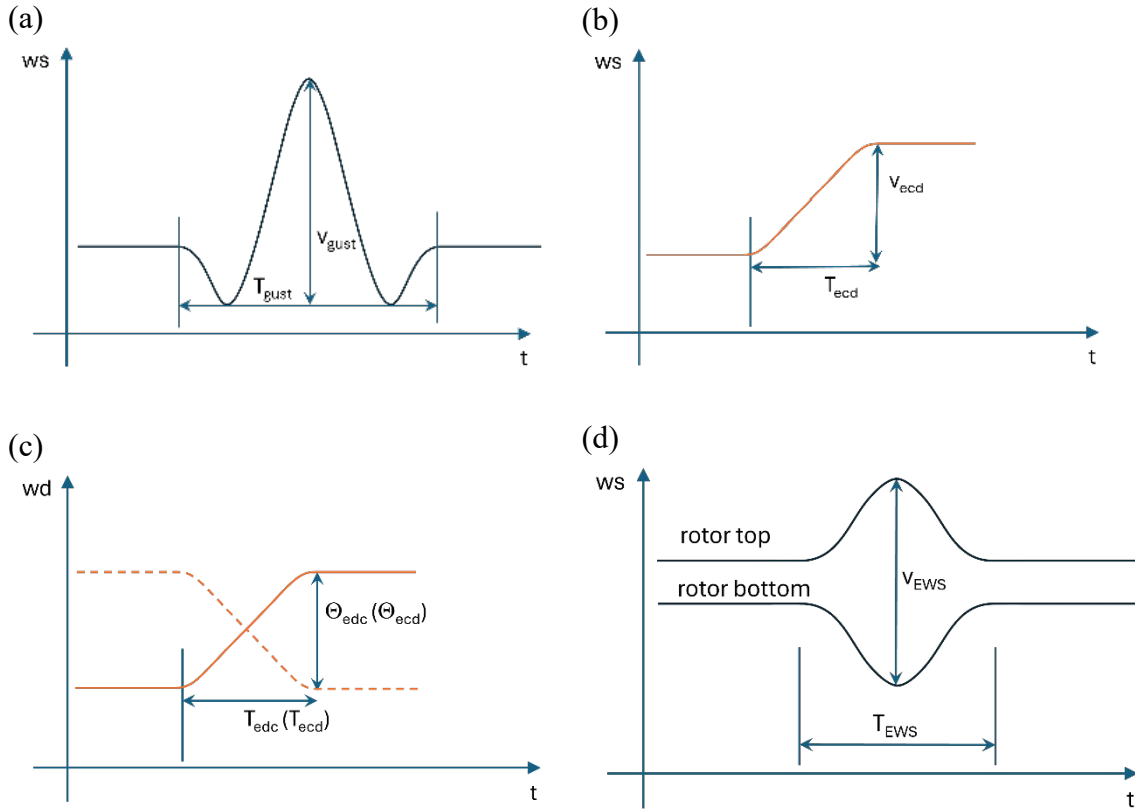 (a)
ws
v_gust
T_gust
t
(b)
ws
v_ecd
T_ecd
t
(c)
wd
Θ_edc (Θ_ecd)
T_edc (T_ecd)
t
(d)
ws
rotor top
rotor bottom
v_EWS
T_EWS
t